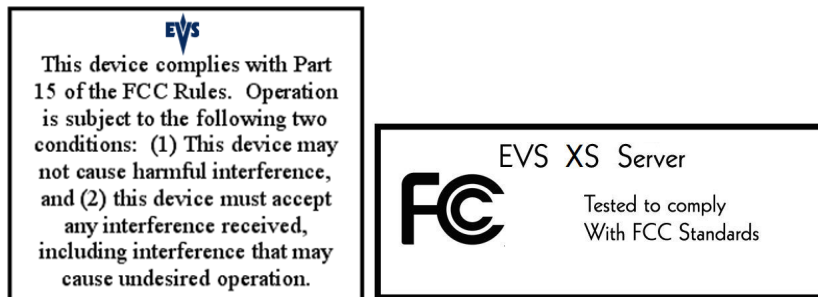 EVS
This device complies with Part
15 of the FCC Rules. Operation
is subject to the following two
conditions: (1) This device may
not cause harmful interference,
and (2) this device must accept
any interference received,
including interference that may
cause undesired operation.
EVS XS Server
FCC
Tested to comply
With FCC Standards